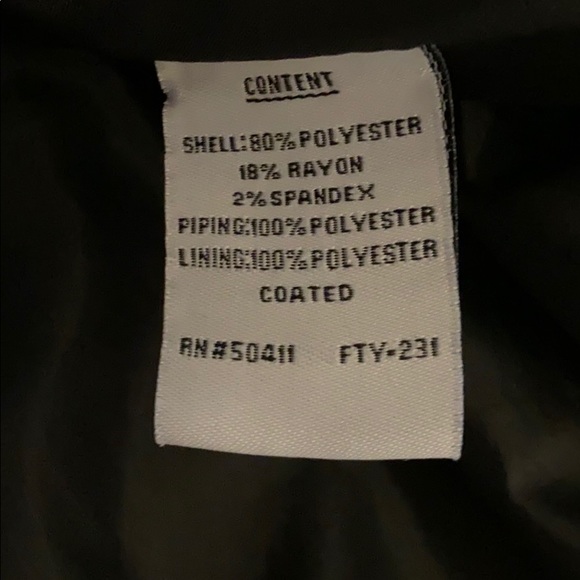 CONTENT
SHELL:80% POLYESTER
18% RAYON
2% SPANDEX
PIPING:100% POLYESTER
LINING:100% POLYESTER
COATED
RN#50411 FTY-231